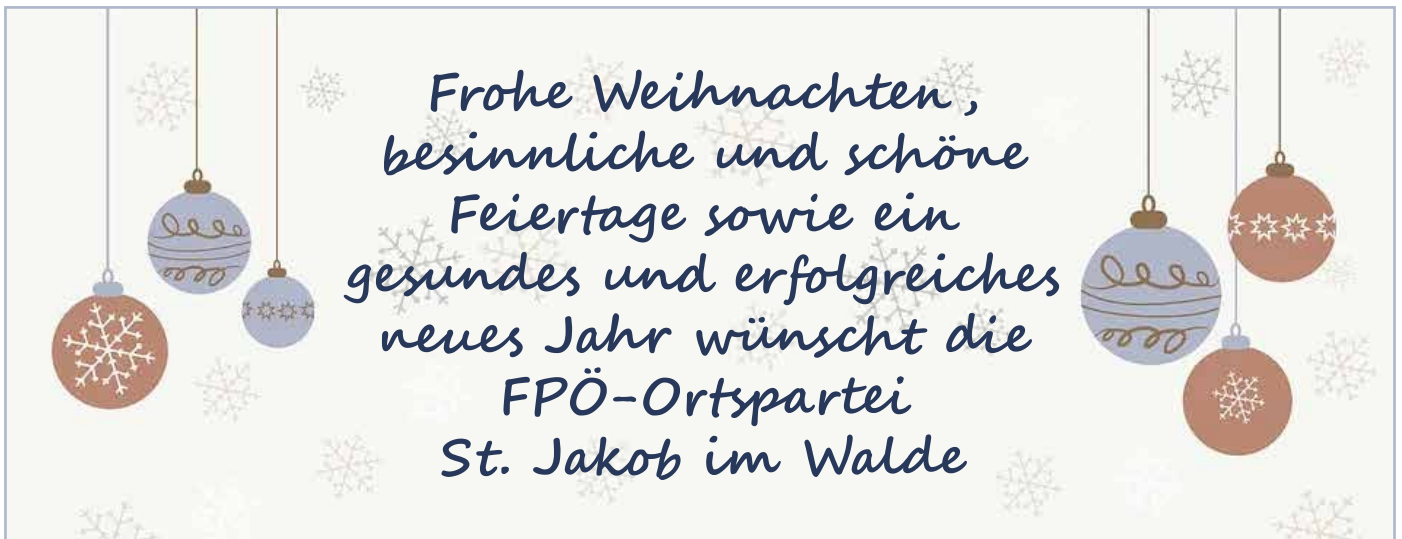 Frohe Weihnachten ,
besinnliche und schöne
Feiertage sowie ein
gesundes und erfolgreiches
neues Jahr wünscht die
FPÖ-Ortspartei
St. Jakob im Walde